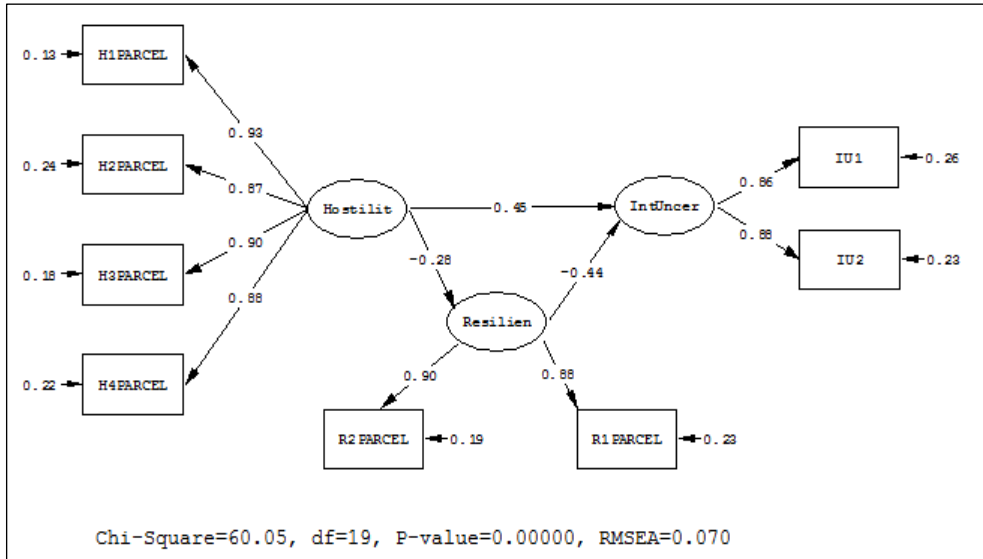 0.13 H1PARCEL
0.93
0.24 H2PARCEL
0.87
0.18 H3PARCEL
0.90
0.22 H4PARCEL
0.88
Hostilit
0.45
IntUncer
0.86
IU1 0.26
0.88
IU2 0.23
-0.28
-0.44
Resilien
0.90
0.88
R2PARCEL 0.19
R1PARCEL 0.23
Chi-Square=60.05, df=19, P-value=0.00000, RMSEA=0.070